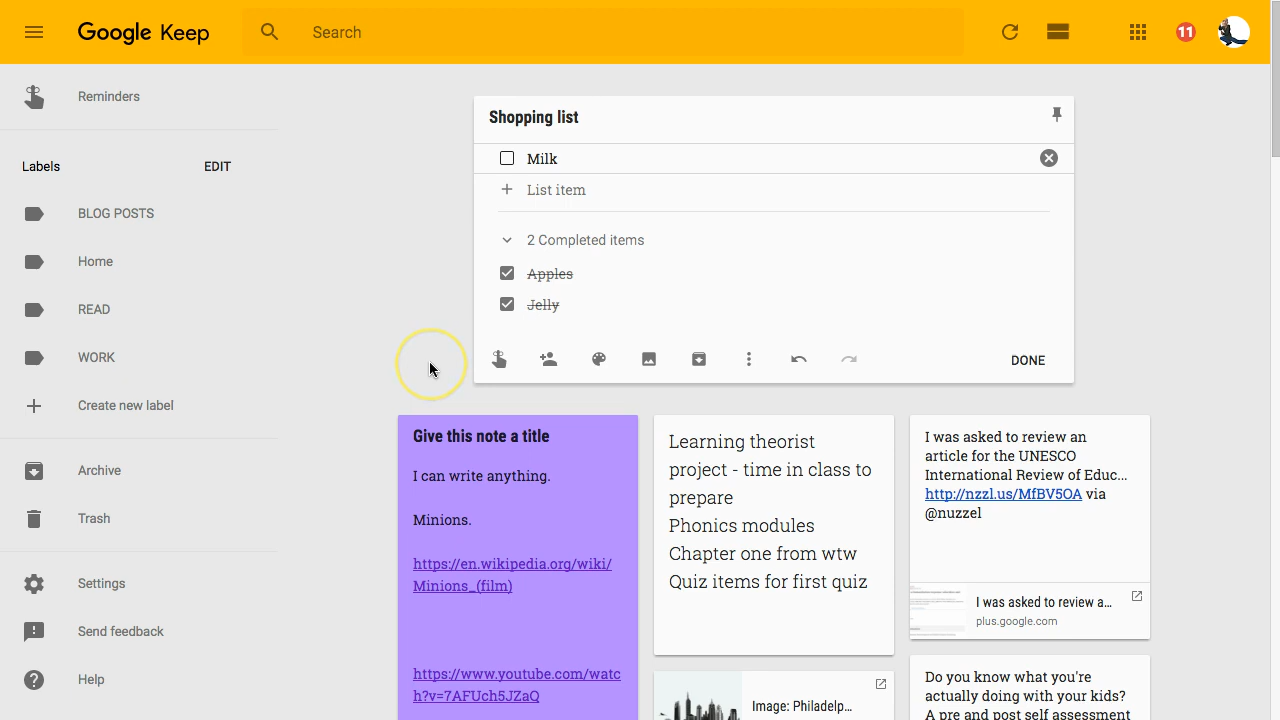 Google Keep
Search
11
Reminders
Labels
EDIT
BLOG POSTS
Home
READ
WORK
Create new label
Archive
Trash
Settings
Send feedback
Help
Shopping list
Milk
List item
2 Completed items
Apples
Jelly
DONE
Give this note a title
I can write anything.
Minions.
https://en.wikipedia.org/wiki/
Minions_(film)
https://www.youtube.com/watc
h?v=7AFUch5JZaQ
Learning theorist
project - time in class to
prepare
Phonics modules
Chapter one from wtw
Quiz items for first quiz
Image: Philadelp...
I was asked to review an
article for the UNESCO
International Review of Educ...
http://nzzl.us/MfBV5OA via
@nuzzel
I was asked to review a...
plus.google.com
Do you know what you're
actually doing with your kids?
A pre and post self assessment